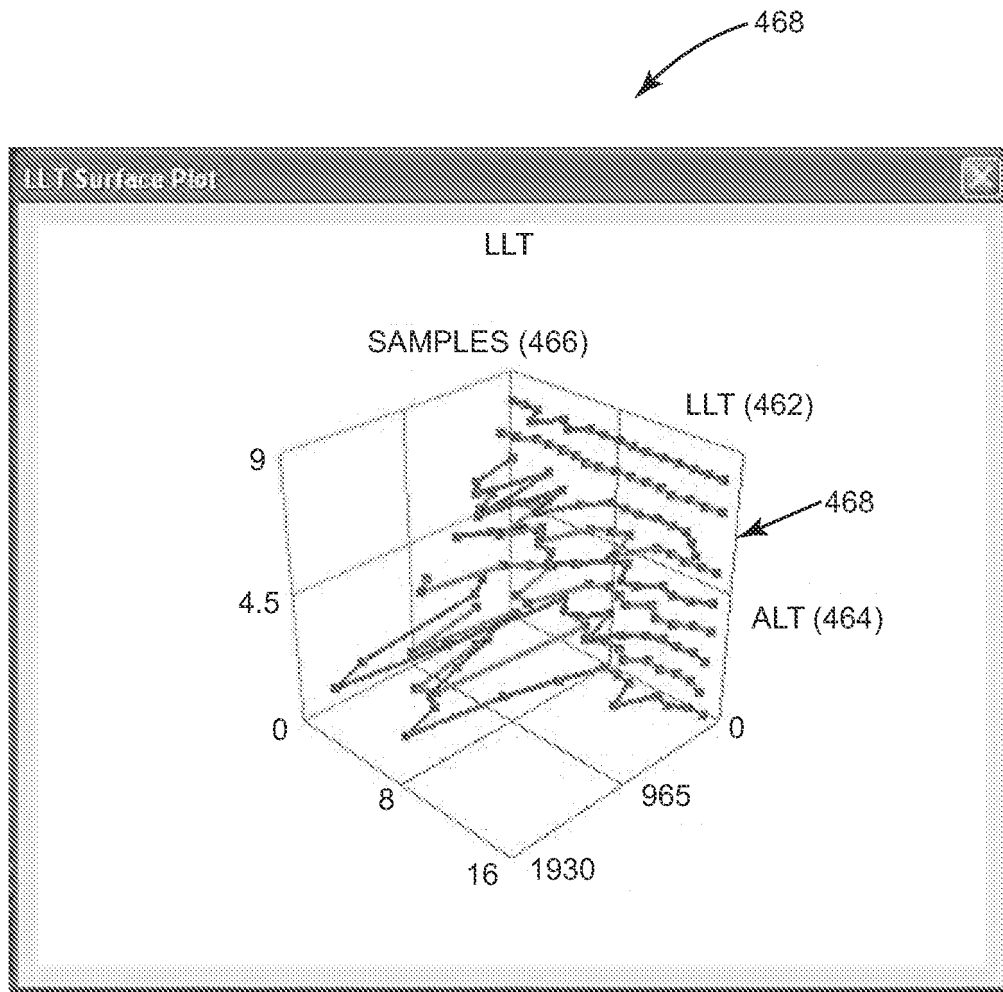 468
LLT Surface Plot
LLT
SAMPLES (466)
LLT (462)
9
468
4.5
ALT (464)
0
0
8
965
16
1930